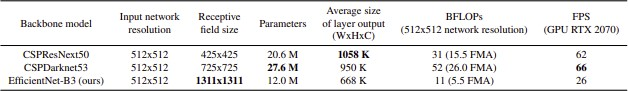 Backbone model Input network resolution Receptive field size Parameters Average size of layer output (WxHxC) BFLOPs (512x512 network resolution) FPS (GPU RTX 2070)
CSPResNext50 512x512 425x425 20.6 M 1058 K 31 (15.5 FMA) 62
CSPDarknet53 512x512 725x725 27.6 M 950 K 52 (26.0 FMA) 66
EfficientNet-B3 (ours) 512x512 1311x1311 12.0 M 668 K 11 (5.5 FMA) 26